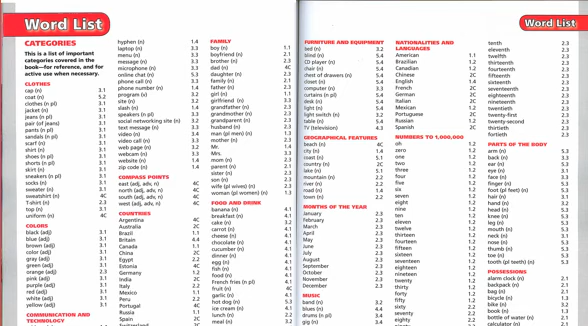 Word List
CATEGORIES
This is a list of important
categories covered in the
book—for reference, and for
active use when necessary.
CLOTHES
cap (n) 3.1
coat (n) 5.2
clothes (n pl) 3.1
jacket (n) 3.1
jeans (n pl) 3.1
pair (of jeans) 3.1
pants (n pl) 3.1
sandals (n pl) 3.1
scarf (n) 3.1
shirt (n) 3.1
shoes (n pl) 3.1
shorts (n pl) 3.1
skirt (n) 3.1
sneakers (n pl) 3.1
socks (n) 3.1
sweater (n) 3.1
sweatshirt (n) 4C
T-shirt (n) 2.3
top (n) 3.1
uniform (n) 4C
COLORS
black (adj) 3.1
blue (adj) 3.1
brown (adj) 3.1
color (n) 3.1
gray (adj) 3.1
green (adj) 3.1
orange (adj) 2.3
pink (adj) 3.1
purple (adj) 3.1
red (adj) 3.1
white (adj) 3.1
yellow (adj) 3.1
COMMUNICATION AND
TECHNOLOGY
hyphen (n) 1.4
laptop (n) 3.3
menu (n) 3.3
message (n) 3.3
microphone (n) 3.3
online chat (n) 5.3
phone call (n) 3.3
phone number (n) 1.4
program (v) 3.2
site (n) 3.2
slash (n) 1.4
speakers (n pl) 3.3
social networking site (n) 3.2
text message (n) 3.3
video (n) 3.4
video call (n) 3.3
web page (n) 3.2
webcam (n) 3.3
website (n) 1.4
zip code (n) 1.4
COMPASS POINTS
east (adj, adv, n) 4C
north (adj, adv, n) 4C
south (adj, adv, n) 4C
west (adj, adv, n) 4C
COUNTRIES
Argentina 4C
Australia 2C
Brazil 1.1
Britain 4.4
Canada 1.1
China 2C
Egypt 2.2
Estonia 4C
Germany 1.2
India 2C
Italy 2.2
Mexico 1.1
Peru 2.2
Portugal 4C
Russia 1.1
Spain 2C
Switzerland 2C
FAMILY
boy (n) 1.1
boyfriend (n) 2.1
brother (n) 2.3
dad (n) 4C
daughter (n) 2.3
family (n) 2.1
father (n) 2.3
girl (n) 1.1
girlfriend (n) 3.3
grandfather (n) 2.3
grandmother (n) 2.3
grandparent (n) 2.3
husband (n) 2.3
man (pl men) (n) 1.1
mother (n) 2.3
Mr. 1.4
Mrs. 3.3
mom (n) 2.3
parent (n) 2.1
sister (n) 2.3
son (n) 2.3
wife (pl wives) (n) 2.3
woman (pl women) (n) 1.3
FOOD AND DRINK
banana (n) 4.1
breakfast (n) 4.1
cake (n) 3.2
carrot (n) 4.1
cheese (n) 4.1
chocolate (n) 4.1
cucumber (n) 4.1
dinner (n) 4.1
egg (n) 4.1
fish (n) 4.1
food (n) 4.1
French fries (n pl) 4.1
fruit (n) 4C
garlic (n) 4.1
hot dog (n) 5.3
ice cream (n) 4.1
lunch (n) 2.2
meal (n) 3.2
Word List
FURNITURE AND EQUIPMENT
bed (n) 3.2
blind (n) 5.4
CD player (n) 5.4
chair (n) 5.4
chest of drawers (n) 5.4
closet (n) 5.4
computer (n) 3.3
curtains (n pl) 5.4
desk (n) 5.4
light (n) 5.4
light switch (n) 3.2
table (n) 5.4
TV (television) 4.3
GEOGRAPHICAL FEATURES
beach (n) 4C
city (n) 1.4
coast (n) 5.1
country (n) 2C
lake (n) 5.1
mountain (n) 2.2
river (n) 2.2
road (n) 1.4
town (n) 2.2
MONTHS OF THE YEAR
January 2.3
February 2.3
March 2.3
April 2.3
May 2.3
June 2.3
July 2.3
August 2.3
September 2.3
October 2.3
November 2.3
December 2.3
MUSIC
band (n) 3.2
blues (n) 4.4
drums (n pl) 3.4
gig (n) 3.4
NATIONALITIES AND
LANGUAGES
American 1.1
Brazilian 1.2
Canadian 1.2
Chinese 2C
English 1.4
French 2C
German 2C
Italian 2C
Mexican 1.2
Portuguese 2C
Russian 1.2
Spanish 2C
NUMBERS TO 1,000,000
oh 1.2
zero 1.2
one 1.2
two 1.2
three 1.2
four 1.2
five 1.2
six 1.2
seven 1.2
eight 1.2
nine 1.2
ten 1.2
eleven 1.2
twelve 1.2
thirteen 1.2
fourteen 1.2
fifteen 1.2
sixteen 1.2
seventeen 1.2
eighteen 1.2
nineteen 1.2
twenty 1.2
thirty 1.2
forty 1.2
fifty 1.2
sixty 2.2
seventy 2.2
eighty 2.2
tenth 2.3
eleventh 2.3
twelfth 2.3
thirteenth 2.3
fourteenth 2.3
fifteenth 2.3
sixteenth 2.3
seventeenth 2.3
eighteenth 2.3
nineteenth 2.3
twentieth 2.3
twenty-first 2.3
twenty-second 2.3
thirtieth 2.3
fortieth 2.3
PARTS OF THE BODY
arm (n) 5.3
back (n) 5.3
ear (n) 5.3
eye (n) 3.1
face (n) 3.3
finger (n) 5.3
foot (pl feet) (n) 5.3
hair (n) 3.1
hand (n) 3.2
head (n) 5.3
knee (n) 5.3
leg (n) 5.3
mouth (n) 5.3
neck (n) 5.3
nose (n) 5.3
thumb (n) 5.3
toe (n) 5.3
tooth (pl teeth) (n) 5.3
POSSESSIONS
alarm clock (n) 2.1
backpack (n) 2.1
bag (n) 2.1
bicycle (n) 1.3
bike (n) 3.2
book (n) 1.3
bottle of water (n) 2.1
calculator (n) 2.1